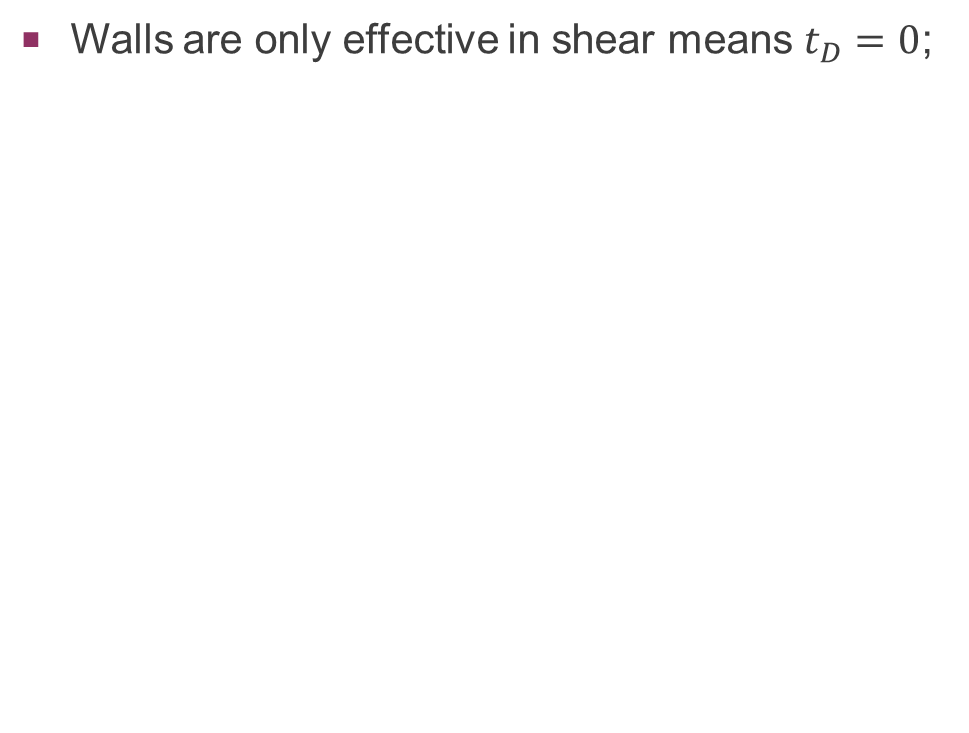 ▪ Walls are only effective in shear means $t_D = 0$;